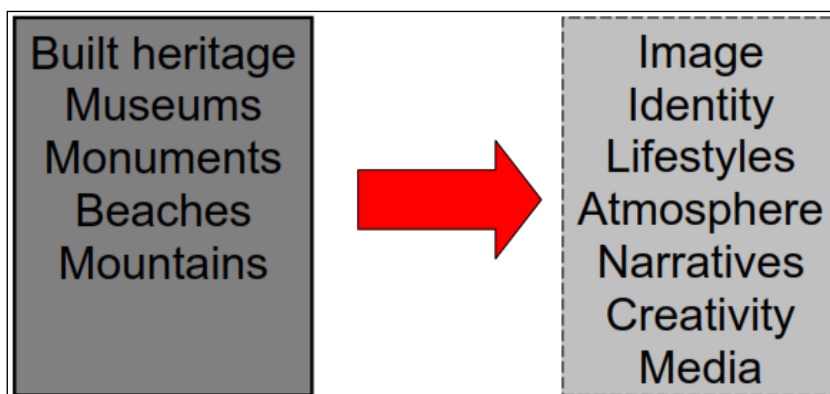 Built heritage
Museums
Monuments
Beaches
Mountains
Image
Identity
Lifestyles
Atmosphere
Narratives
Creativity
Media